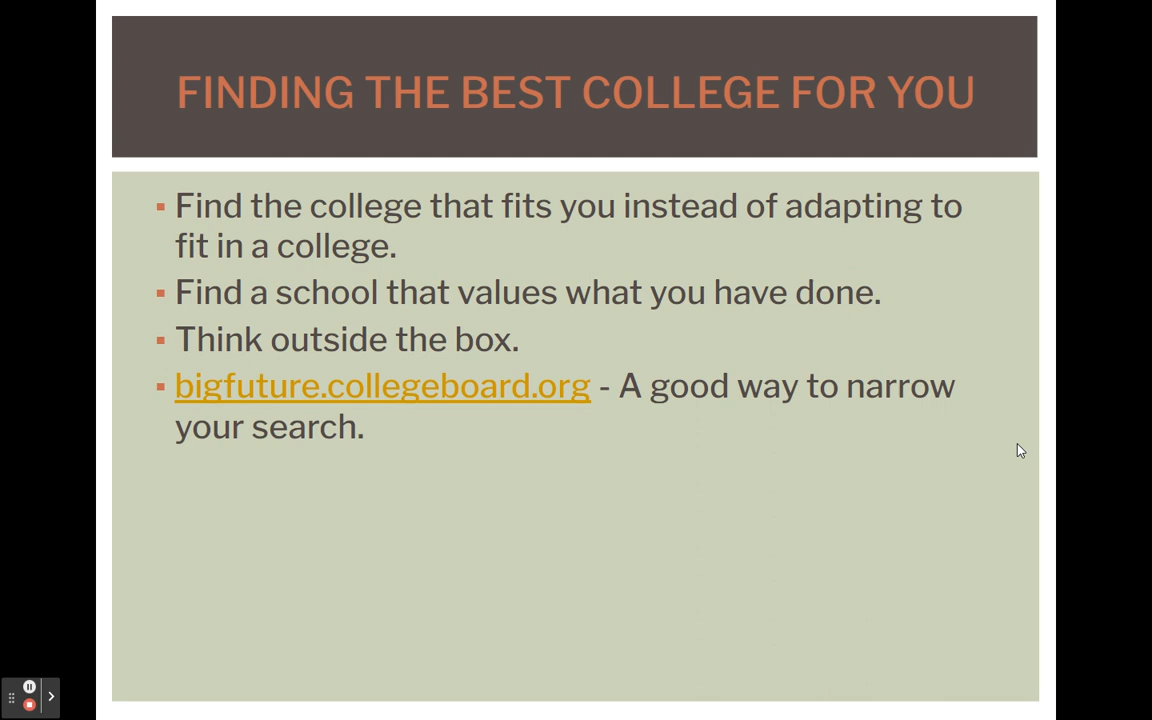 FINDING THE BEST COLLEGE FOR YOU
Find the college that fits you instead of adapting to
fit in a college.
Find a school that values what you have done.
Think outside the box.
bigfuture.collegeboard.org - A good way to narrow
your search.